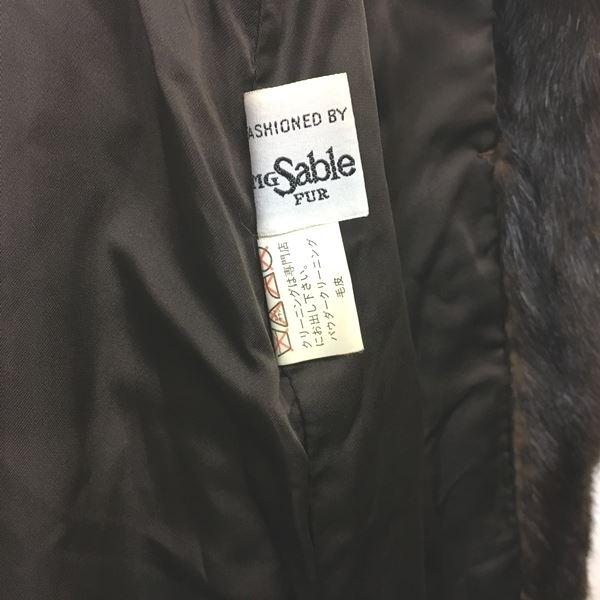 ASHIONED BY
MG Sable
FUR
クリーニングは専門店
にお出し下さい。
パウダークリーニング
毛皮